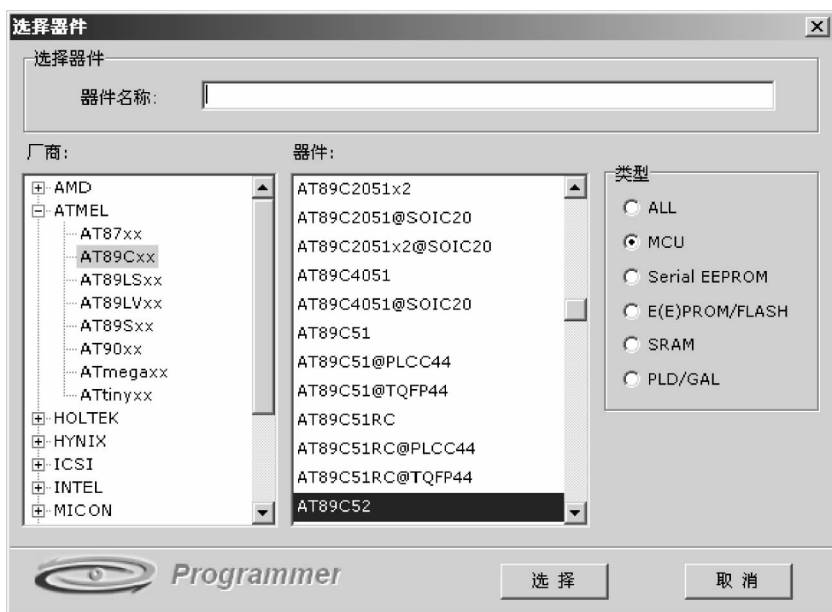 选择器件
选择器件
器件名称:
厂商:
AMD
ATMEL
AT87xx
AT89Cxx
AT89LSxx
AT89LVxx
AT89Sxx
AT90xx
ATmegaxx
ATtinyxx
HOLTEK
HYNIX
ICSI
INTEL
MICON
器件:
AT89C2051x2
AT89C2051@SOIC20
AT89C2051x2@SOIC20
AT89C4051
AT89C4051@SOIC20
AT89C51
AT89C51@PLCC44
AT89C51@TQFP44
AT89C51RC
AT89C51RC@PLCC44
AT89C51RC@TQFP44
AT89C52
类型
ALL
MCU
Serial EEPROM
E(E)PROM/FLASH
SRAM
PLD/GAL
Programmer
选 择
取 消